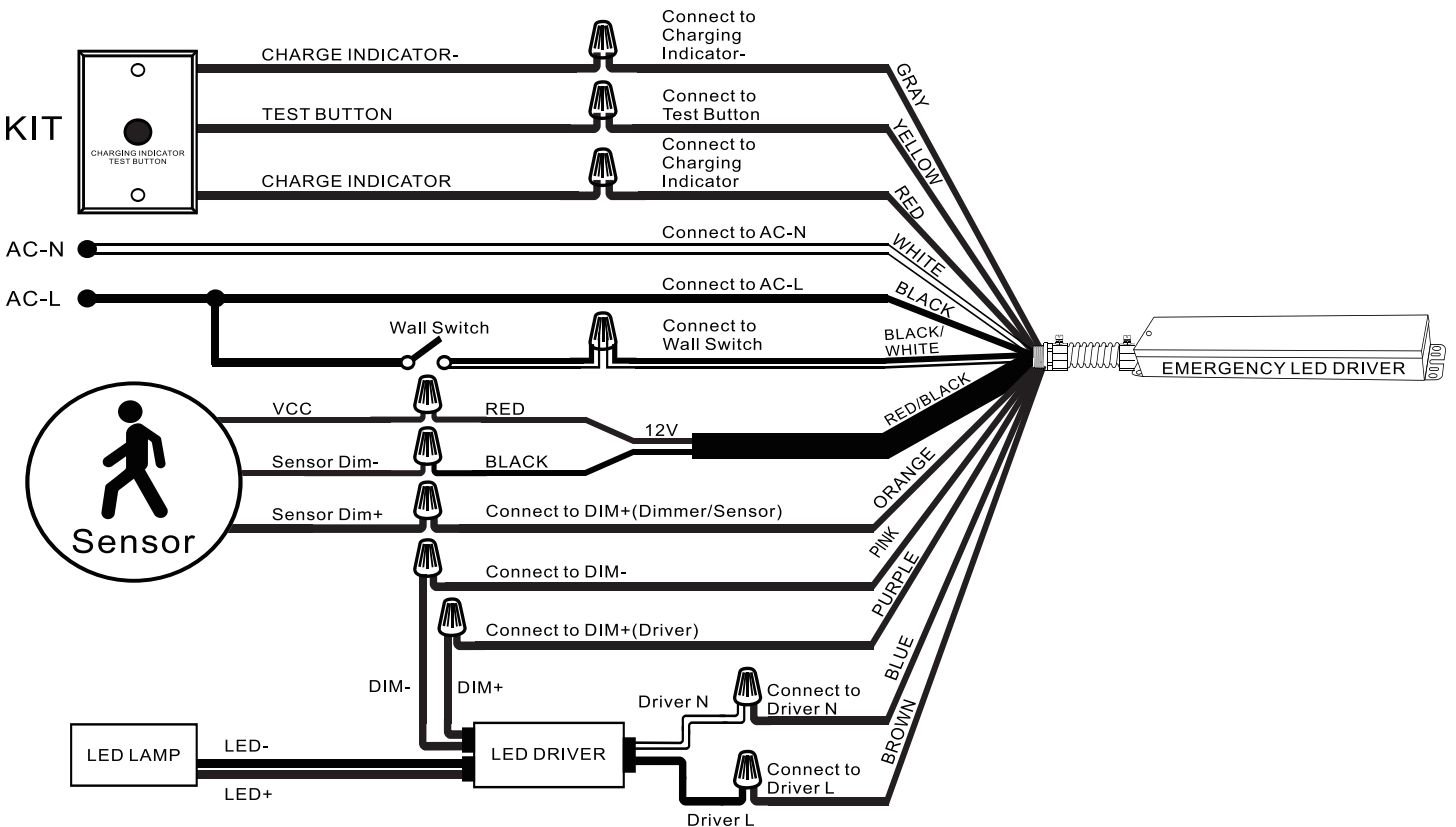 KIT
CHARGING INDICATOR
TEST BUTTON
CHARGE INDICATOR-
Connect to
Charging
Indicator-
GRAY
TEST BUTTON
Connect to
Test Button
YELLOW
CHARGE INDICATOR
Connect to
Charging
Indicator
RED
AC-N
Connect to AC-N
WHITE
AC-L
Connect to AC-L
BLACK
Wall Switch
Connect to
Wall Switch
BLACK/
WHITE
EMERGENCY LED DRIVER
VCC
RED
12V
RED/BLACK
Sensor Dim-
BLACK
Sensor Dim+
Connect to DIM+(Dimmer/Sensor)
ORANGE
Sensor
Connect to DIM-
PINK
Connect to DIM+(Driver)
PURPLE
DIM-
DIM+
Driver N
Connect to
Driver N
BLUE
LED LAMP
LED-
LED+
LED DRIVER
Connect to
Driver L
BROWN
Driver L